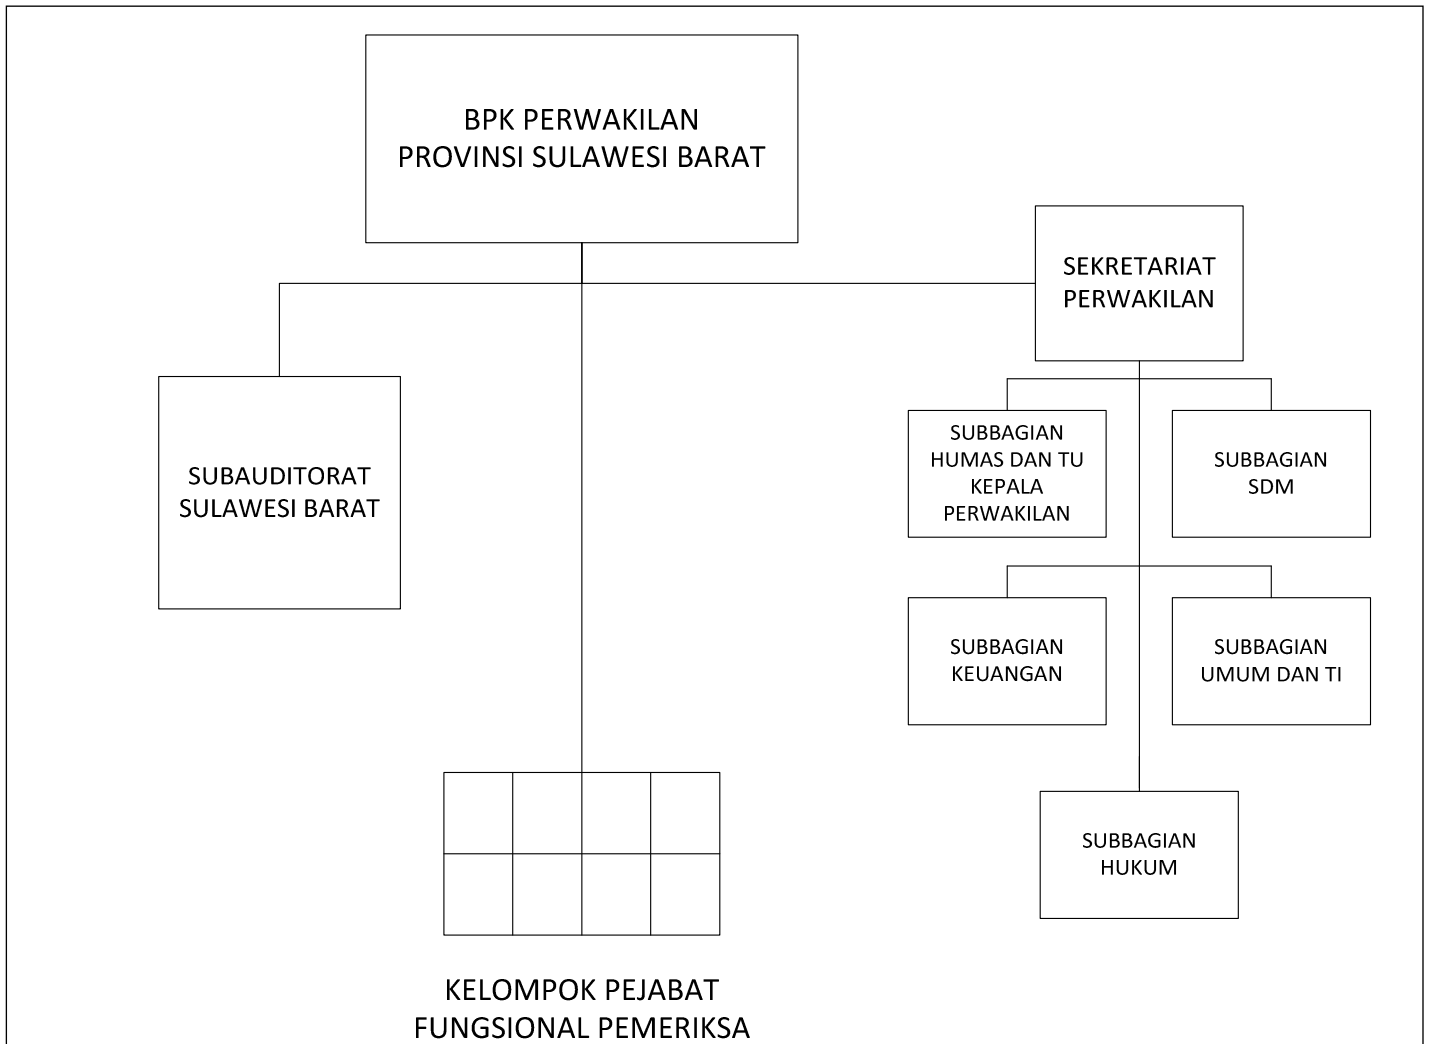 BPK PERWAKILAN
PROVINSI SULAWESI BARAT
SEKRETARIAT
PERWAKILAN
SUBAUDITORAT
SULAWESI BARAT
SUBBAGIAN
HUMAS DAN TU
KEPALA
PERWAKILAN
SUBBAGIAN
SDM
SUBBAGIAN
KEUANGAN
SUBBAGIAN
UMUM DAN TI
SUBBAGIAN
HUKUM
KELOMPOK PEJABAT
FUNGSIONAL PEMERIKSA